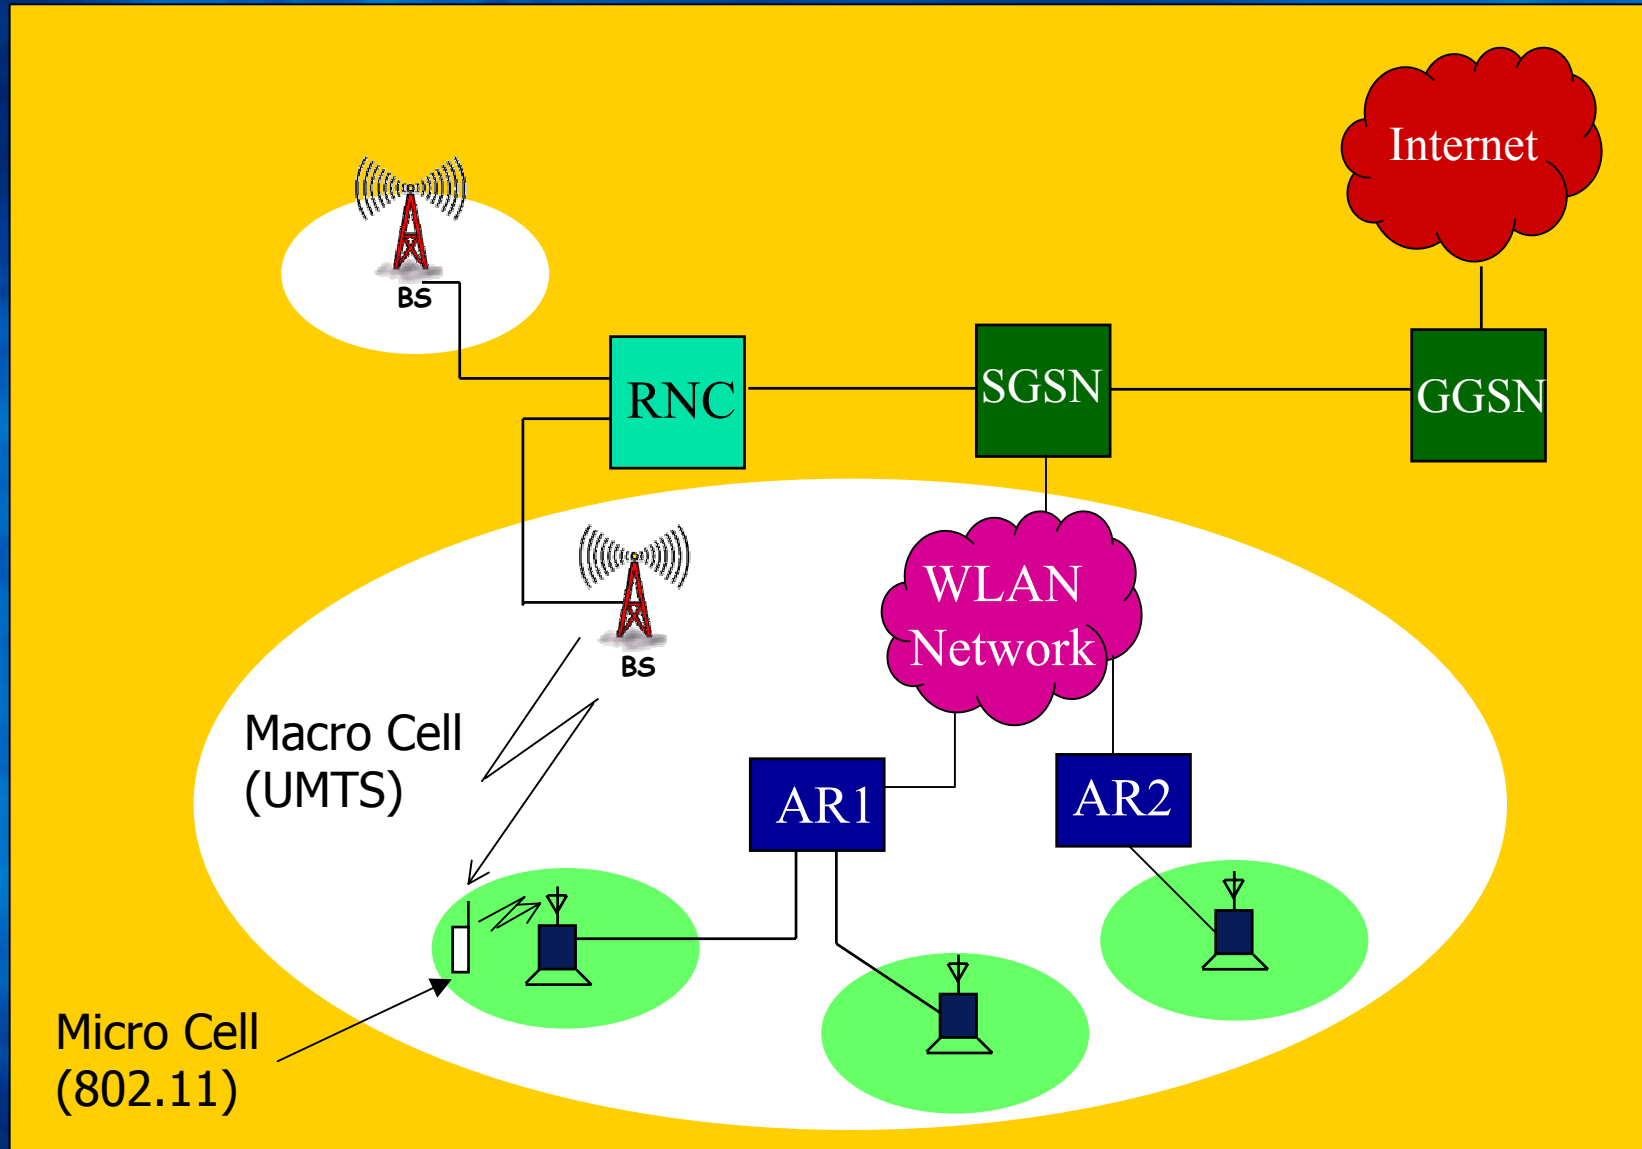 Internet
BS
RNC
SGSN
GGSN
BS
WLAN
Network
Macro Cell
(UMTS)
AR1
AR2
Micro Cell
(802.11)